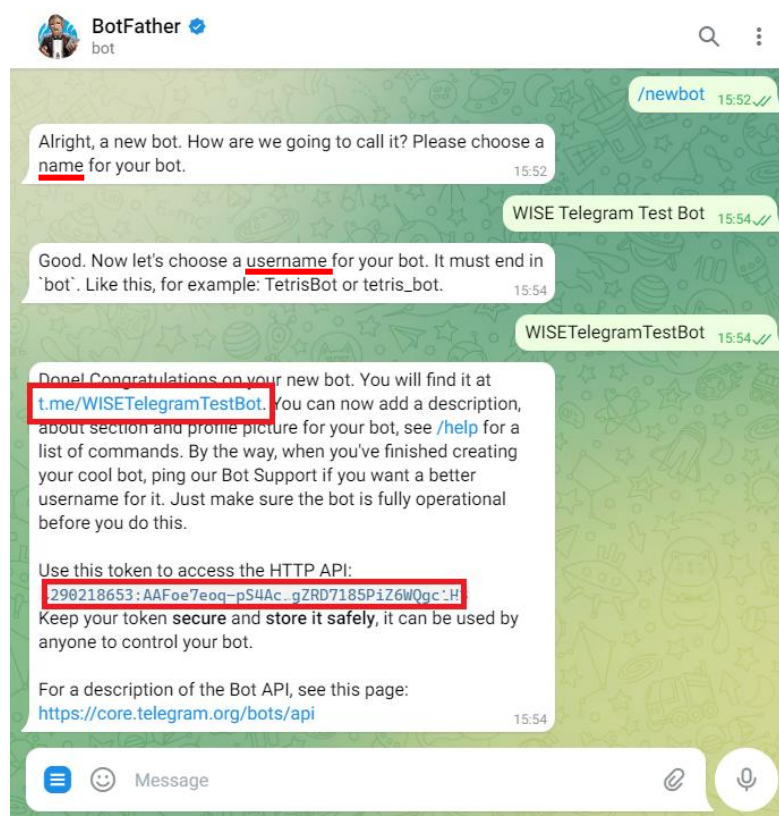 BotFather
bot
/newbot 15:52
Alright, a new bot. How are we going to call it? Please choose a
name for your bot. 15:52
WISE Telegram Test Bot 15:54
Good. Now let's choose a username for your bot. It must end in
`bot`. Like this, for example: TetrisBot or tetris_bot. 15:54
WISETelegramTestBot 15:54
Done! Congratulations on your new bot. You will find it at
t.me/WISETelegramTestBot. You can now add a description,
about section and profile picture for your bot, see /help for a
list of commands. By the way, when you've finished creating
your cool bot, ping our Bot Support if you want a better
username for it. Just make sure the bot is fully operational
before you do this.
Use this token to access the HTTP API:
Keep your token secure and store it safely, it can be used by
anyone to control your bot.
For a description of the Bot API, see this page:
https://core.telegram.org/bots/api 15:54
Message